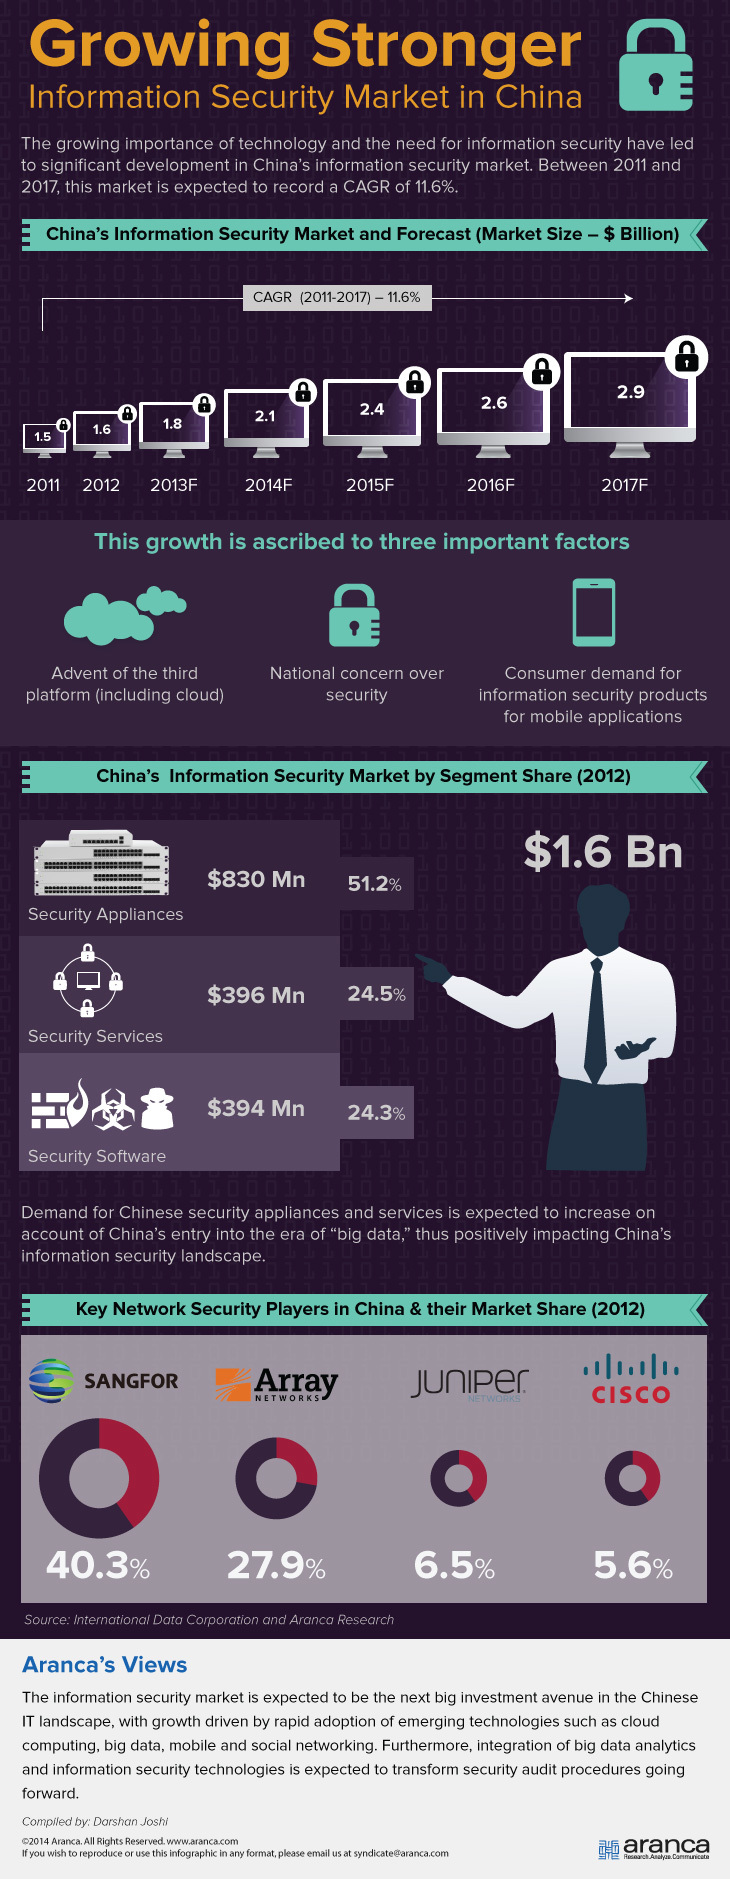 Growing Stronger
Information Security Market in China
The growing importance of technology and the need for information security have led
to significant development in China's information security market. Between 2011 and
2017, this market is expected to record a CAGR of 11.6%.
China's Information Security Market and Forecast (Market Size – $ Billion)
CAGR (2011-2017) – 11.6%
1.5 1.6 1.8 2.1 2.4 2.6 2.9
2011 2012 2013F 2014F 2015F 2016F 2017F
This growth is ascribed to three important factors
Advent of the third
platform (including cloud)
National concern over
security
Consumer demand for
information security products
for mobile applications
China's Information Security Market by Segment Share (2012)
$1.6 Bn
$830 Mn
51.2%
Security Appliances
$396 Mn
24.5%
Security Services
$394 Mn
24.3%
Security Software
Demand for Chinese security appliances and services is expected to increase on
account of China's entry into the era of “big data,” thus positively impacting China's
information security landscape.
Key Network Security Players in China & their Market Share (2012)
SANGFOR
Array
NETWORKS
JUNIPER
NETWORKS
CISCO
40.3% 27.9% 6.5% 5.6%
Source: International Data Corporation and Aranca Research
Aranca's Views
The information security market is expected to be the next big investment avenue in the Chinese
IT landscape, with growth driven by rapid adoption of emerging technologies such as cloud
computing, big data, mobile and social networking. Furthermore, integration of big data analytics
and information security technologies is expected to transform security audit procedures going
forward.
Compiled by: Darshan Joshi
©2014 Aranca. All Rights Reserved. www.aranca.com
If you wish to reproduce or use this infographic in any format, please email us at syndicate@aranca.com
aranca
Research.Analyze.Communicate